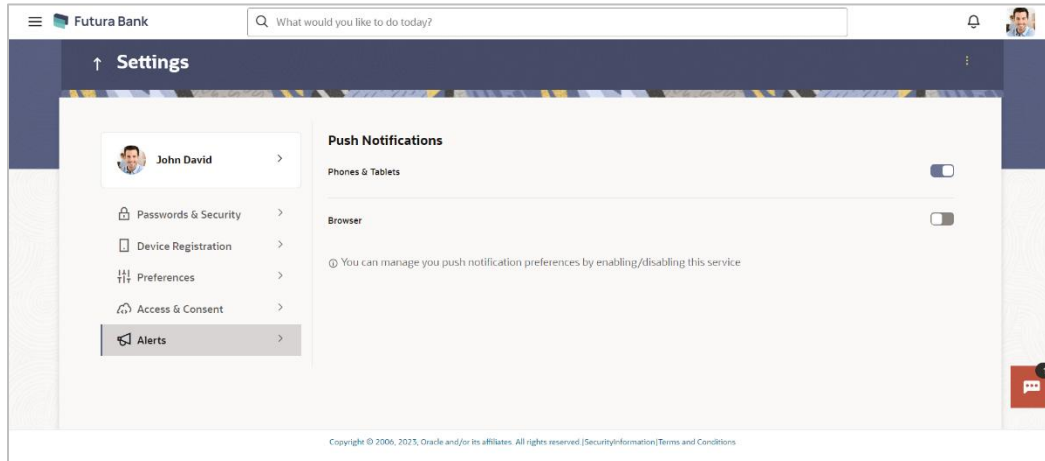 Futura Bank
What would you like to do today?
Settings
John David
Passwords & Security
Device Registration
Preferences
Access & Consent
Alerts
Push Notifications
Phones & Tablets
Browser
You can manage you push notification preferences by enabling/disabling this service
Copyright © 2006, 2023, Oracle and/or its affiliates. All rights reserved.|SecurityInformation|Terms and Conditions